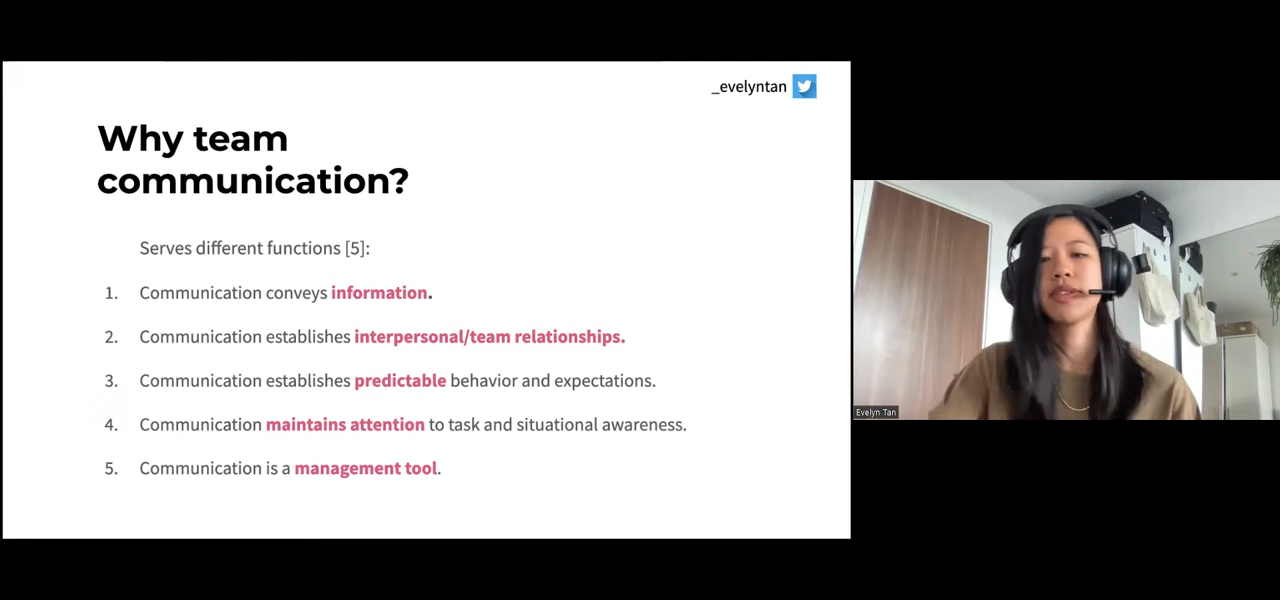 _evelyntan
Why team
communication?
Serves different functions [5]:
1. Communication conveys information.
2. Communication establishes interpersonal/team relationships.
3. Communication establishes predictable behavior and expectations.
4. Communication maintains attention to task and situational awareness.
5. Communication is a management tool.
Evelyn Tan